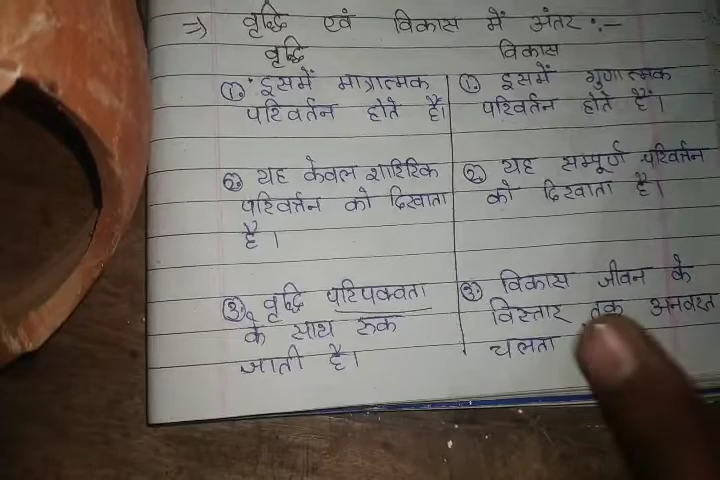 ⇒ वृद्धि एवं विकास में अंतर :-
वृद्धि विकास
①. इसमें मात्रात्मक
परिवर्तन होते हैं।
①. इसमें गुणात्मक
परिवर्तन होते हैं।
② यह केवल शारिरिक
परिवर्तन को दिखाता
है।
② यह सम्पूर्ण परिवर्तन
को दिखाता है।
③ वृद्धि परिपक्वता
के साथ रुक
जाती है।
③ विकास जीवन के
विस्तार तक अनवरत
चलता